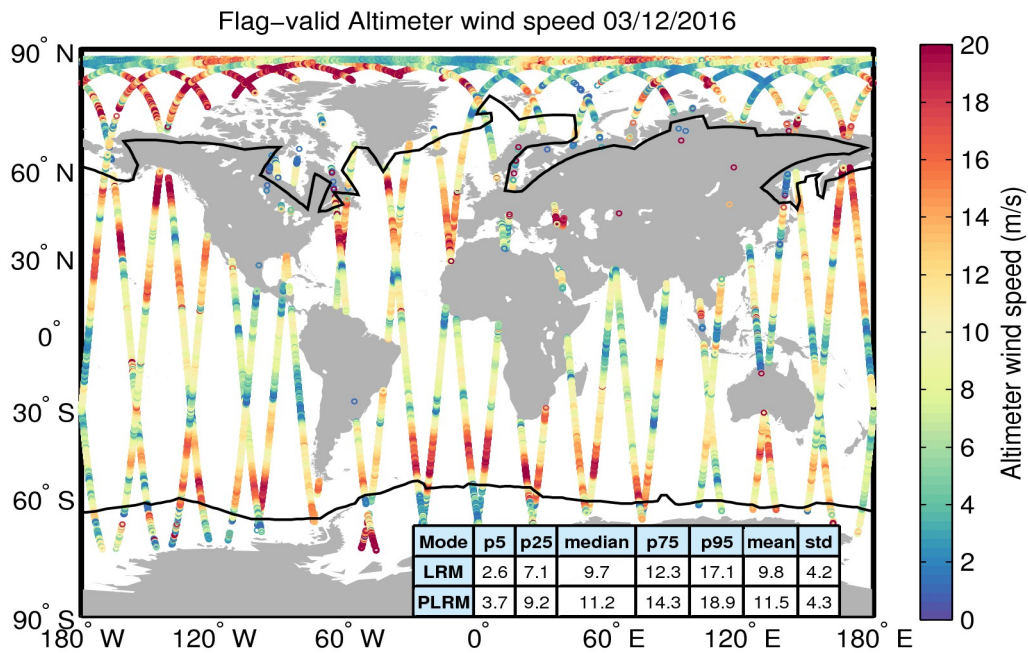 Flag−valid Altimeter wind speed 03/12/2016
90° N
60° N
30° N
0°
30° S
60° S
90° S
180° W
120° W
60° W
0°
60° E
120° E
180° E
Mode p5 p25 median p75 p95 mean std
LRM 2.6 7.1 9.7 12.3 17.1 9.8 4.2
PLRM 3.7 9.2 11.2 14.3 18.9 11.5 4.3
20
18
16
14
12
10
8
6
4
2
0
Altimeter wind speed (m/s)